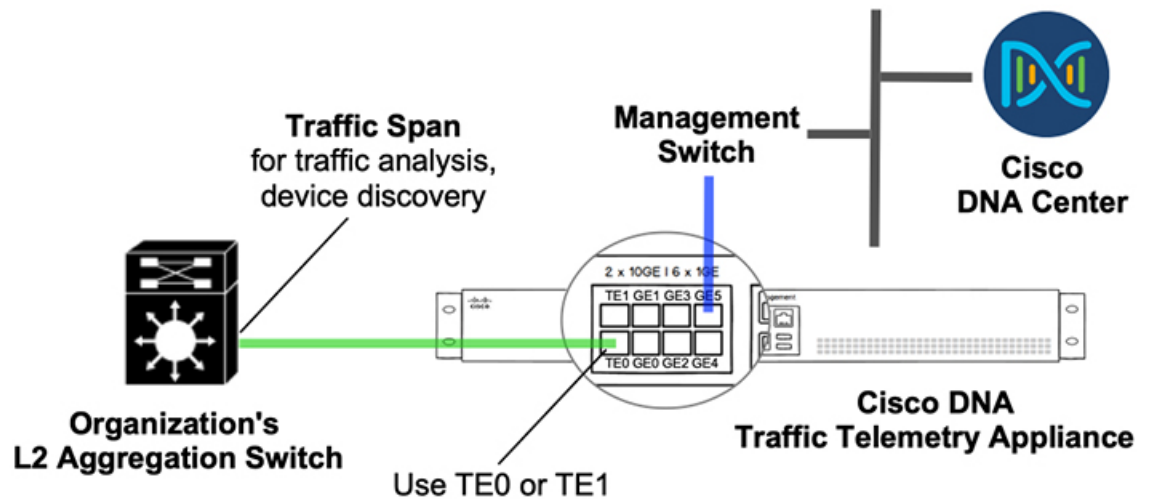 Traffic Span
for traffic analysis,
device discovery
Management
Switch
Cisco
DNA Center
2 x 10GE | 6 x 1GE
TE1 GE1 GE3 GE5
TE0 GE0 GE2 GE4
cisco
Organization's
L2 Aggregation Switch
Use TE0 or TE1
Cisco DNA
Traffic Telemetry Appliance